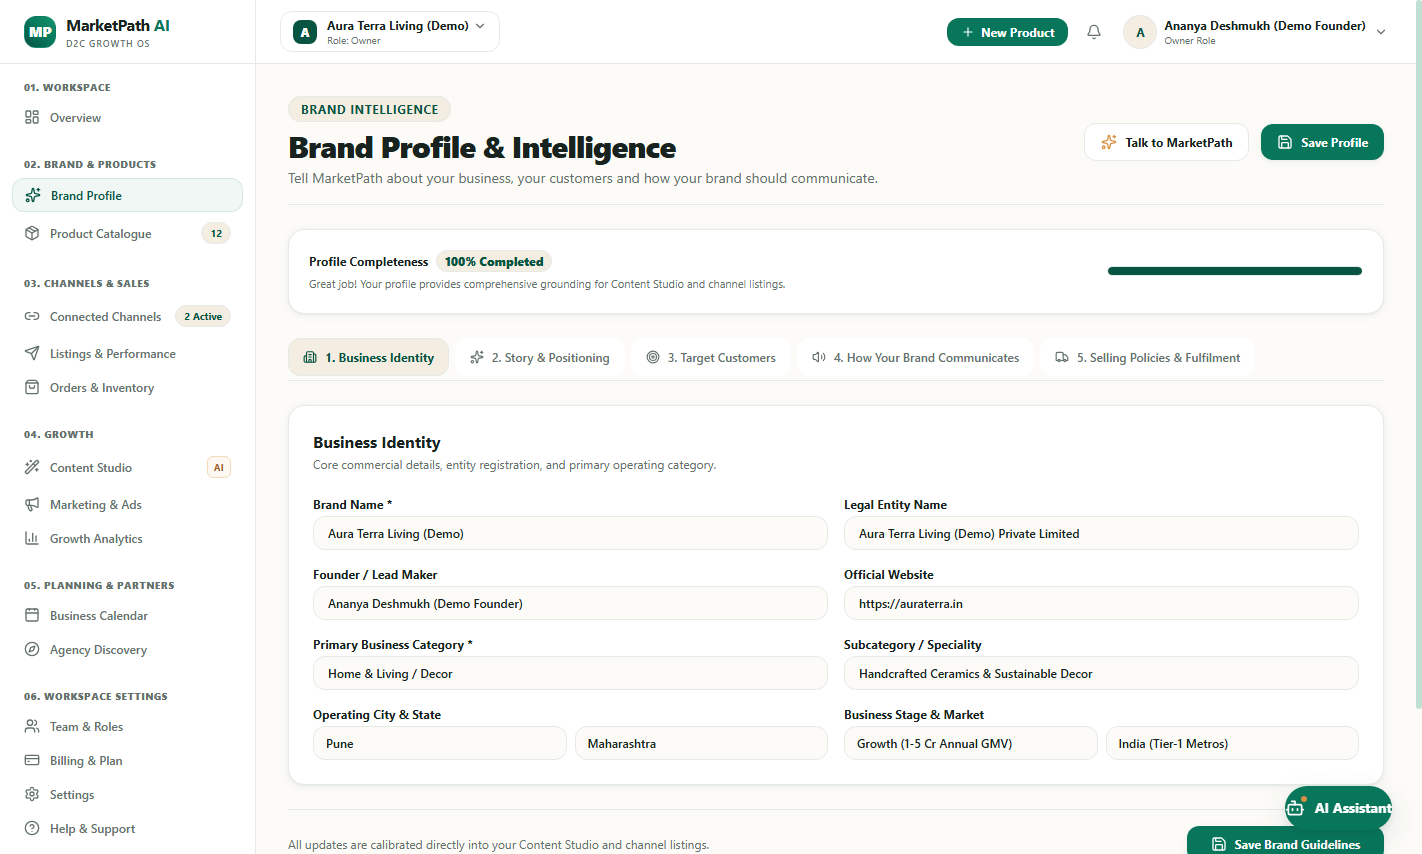 MP
MarketPath AI
D2C GROWTH OS
A
Aura Terra Living (Demo)
Role: Owner
New Product
A
Ananya Deshmukh (Demo Founder)
Owner Role
01. WORKSPACE
Overview
02. BRAND & PRODUCTS
Brand Profile
Product Catalogue
12
03. CHANNELS & SALES
Connected Channels
2 Active
Listings & Performance
Orders & Inventory
04. GROWTH
Content Studio
AI
Marketing & Ads
Growth Analytics
05. PLANNING & PARTNERS
Business Calendar
Agency Discovery
06. WORKSPACE SETTINGS
Team & Roles
Billing & Plan
Settings
Help & Support
BRAND INTELLIGENCE
Brand Profile & Intelligence
Tell MarketPath about your business, your customers and how your brand should communicate.
Talk to MarketPath
Save Profile
Profile Completeness
100% Completed
Great job! Your profile provides comprehensive grounding for Content Studio and channel listings.
1. Business Identity
2. Story & Positioning
3. Target Customers
4. How Your Brand Communicates
5. Selling Policies & Fulfilment
Business Identity
Core commercial details, entity registration, and primary operating category.
Brand Name *
Aura Terra Living (Demo)
Legal Entity Name
Aura Terra Living (Demo) Private Limited
Founder / Lead Maker
Ananya Deshmukh (Demo Founder)
Official Website
https://auraterra.in
Primary Business Category *
Home & Living / Decor
Subcategory / Speciality
Handcrafted Ceramics & Sustainable Decor
Operating City & State
Pune
Maharashtra
Business Stage & Market
Growth (1-5 Cr Annual GMV)
India (Tier-1 Metros)
AI Assistant
All updates are calibrated directly into your Content Studio and channel listings.
Save Brand Guidelines